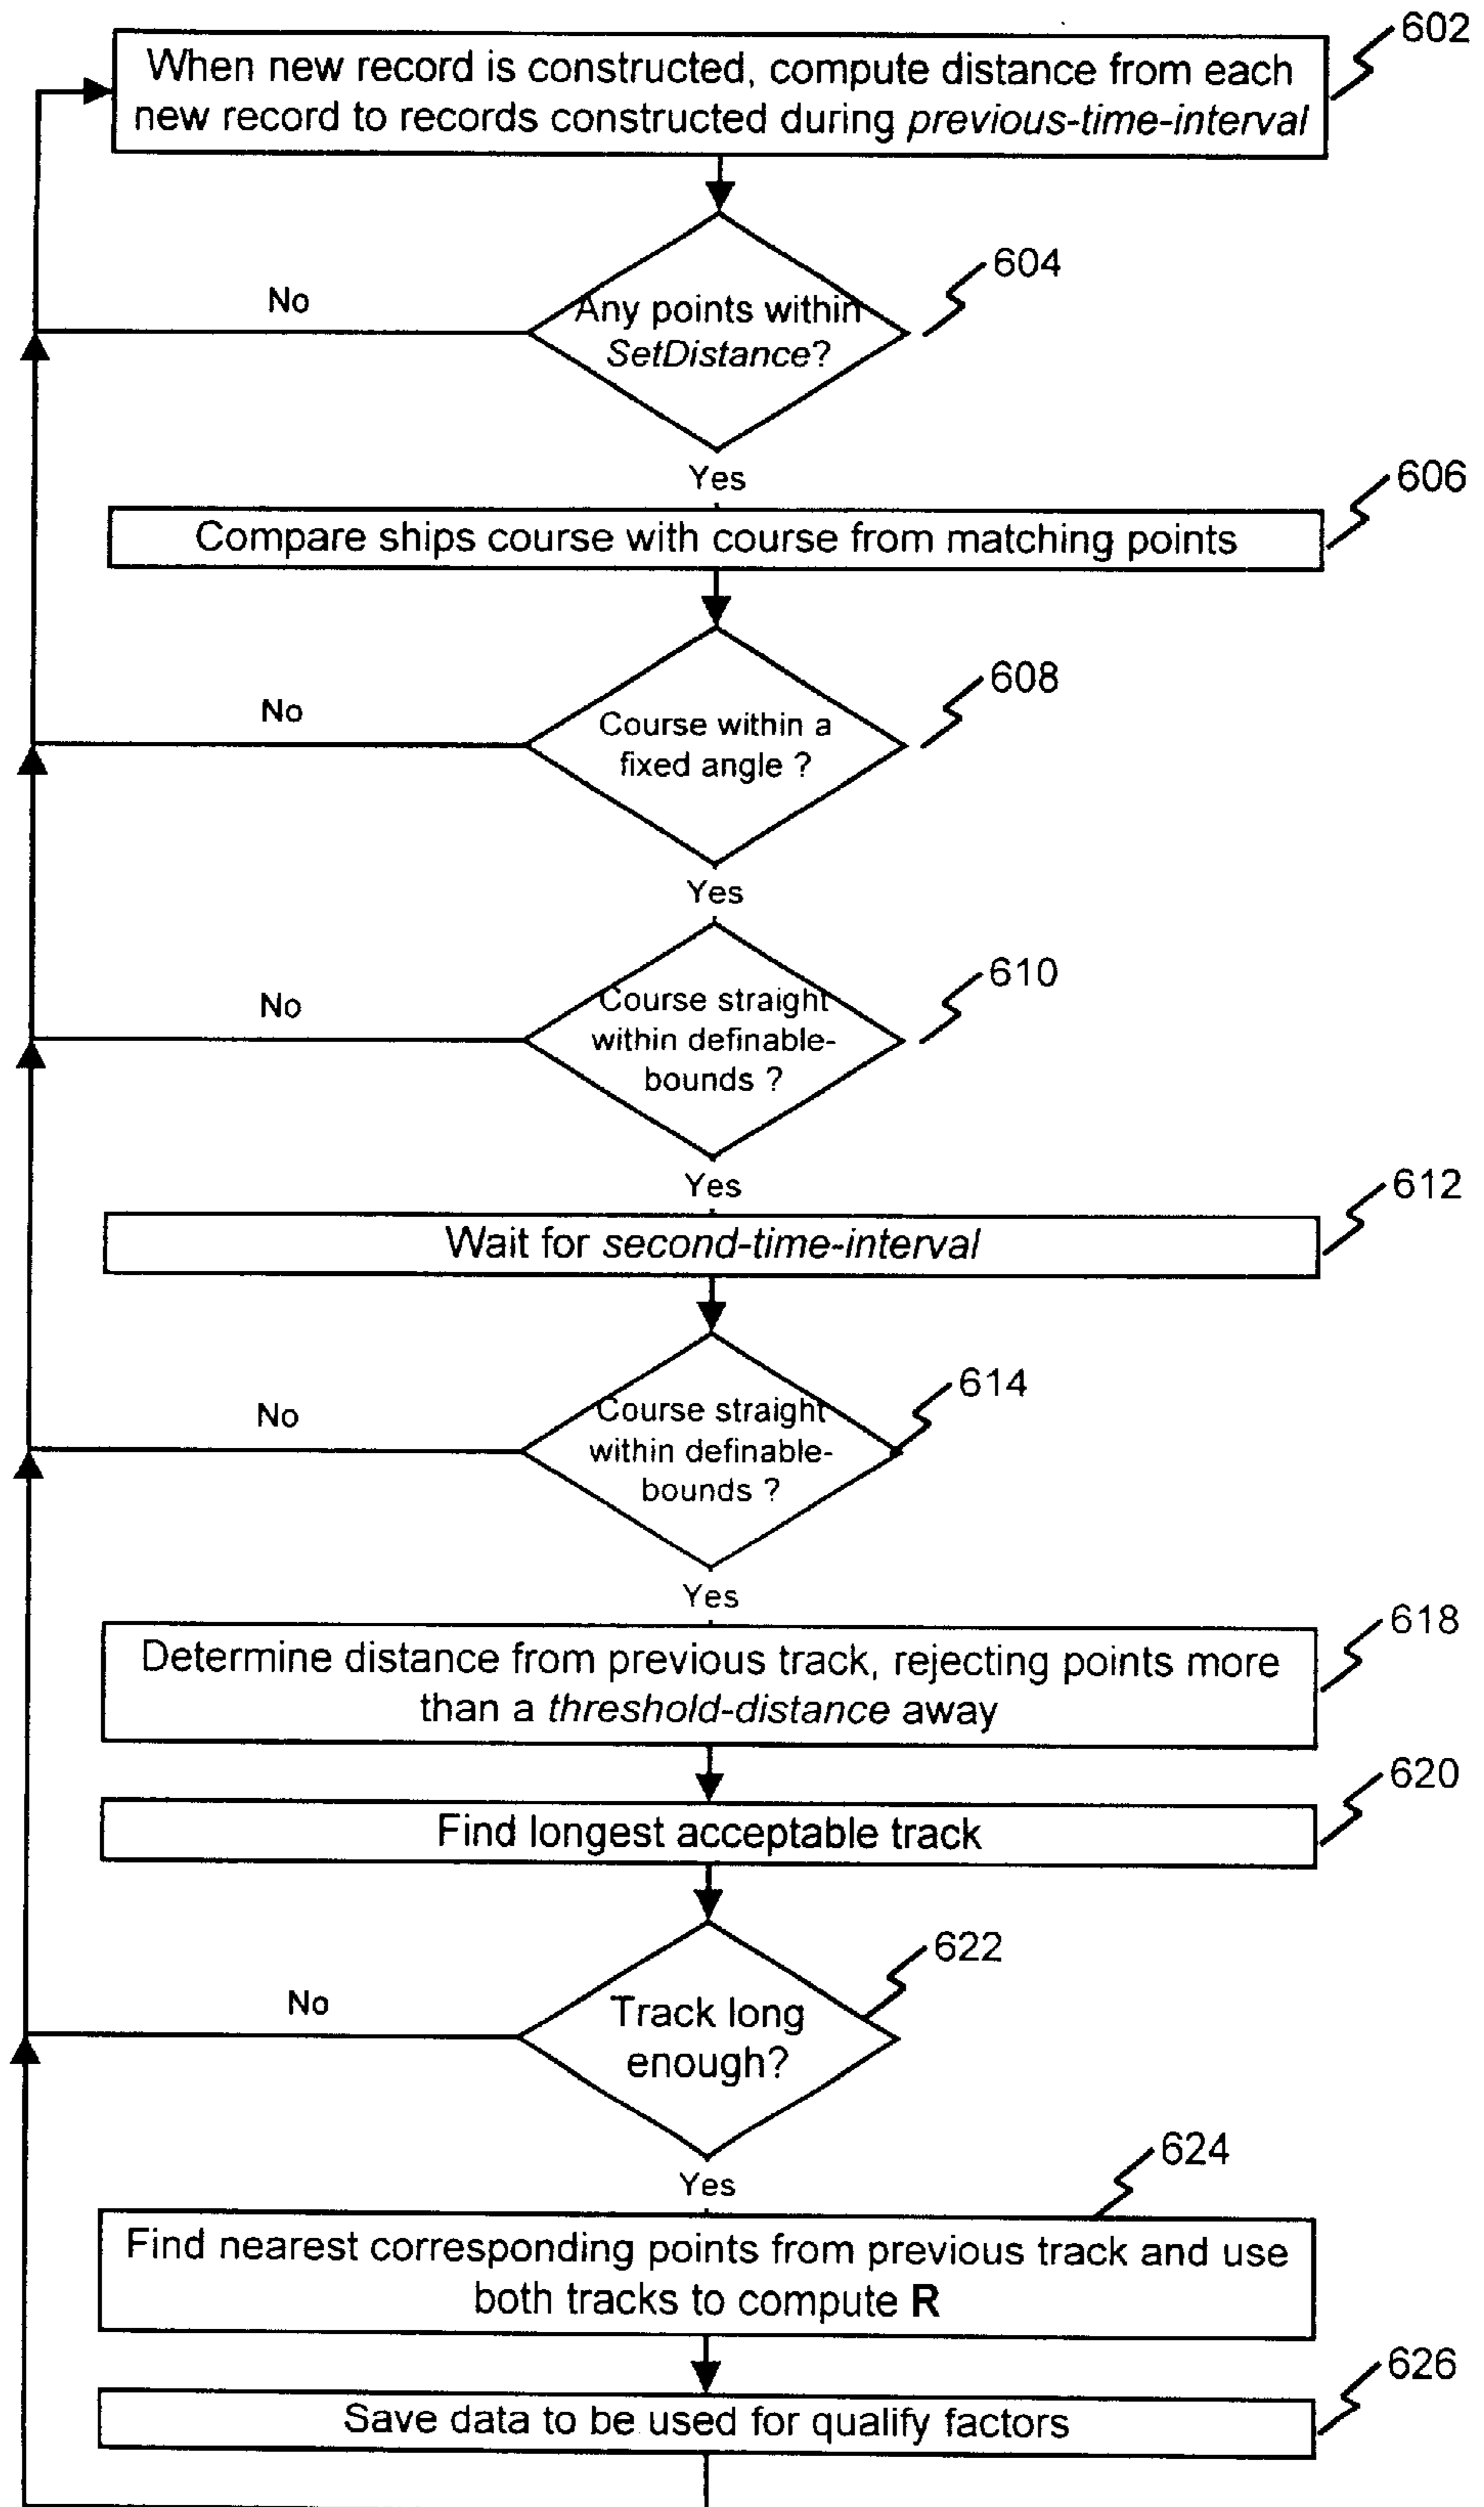 602
When new record is constructed, compute distance from each
new record to records constructed during previous-time-interval
604
No
Any points within
SetDistance?
Yes
606
Compare ships course with course from matching points
608
No
Course within a
fixed angle ?
Yes
610
No
Course straight
within definable-
bounds ?
Yes
612
Wait for second-time-interval
614
No
Course straight
within definable-
bounds ?
Yes
618
Determine distance from previous track, rejecting points more
than a threshold-distance away
620
Find longest acceptable track
622
No
Track long
enough?
Yes
624
Find nearest corresponding points from previous track and use
both tracks to compute R
626
Save data to be used for qualify factors